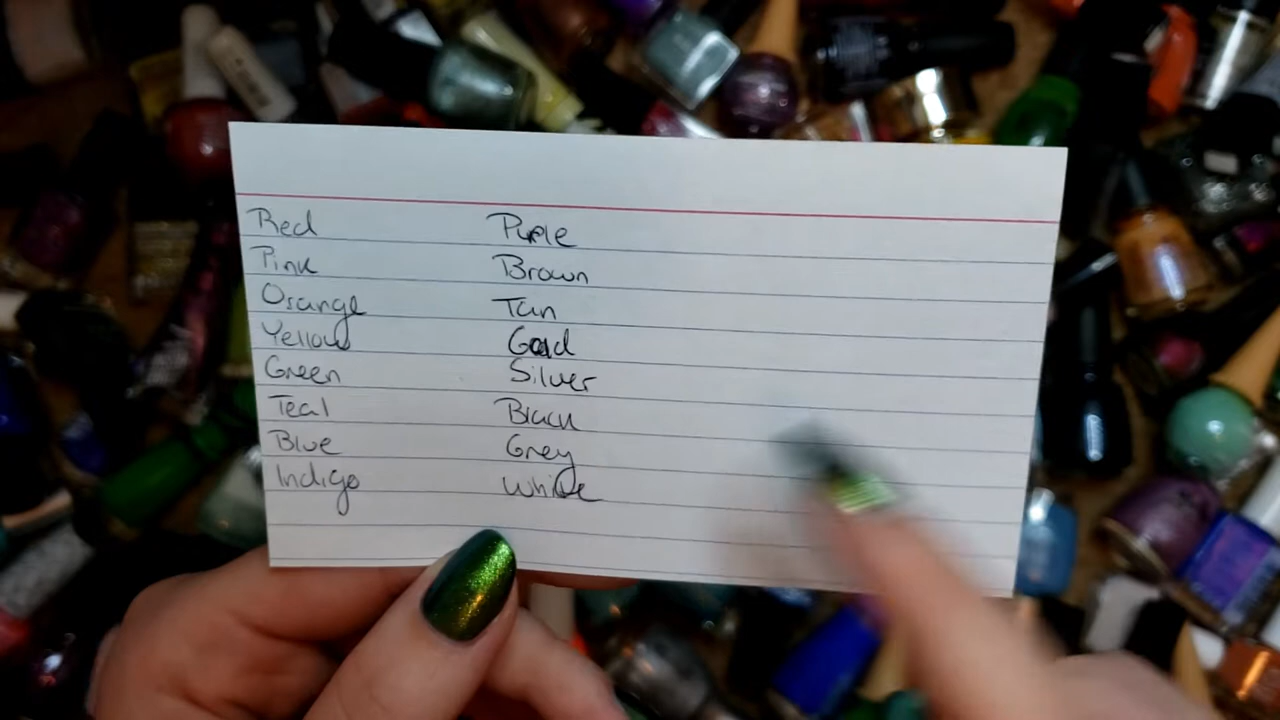 Red
Pink
Orange
Yellow
Green
Teal
Blue
Indigo
Purple
Brown
Tan
Gold
Silver
Black
Grey
White